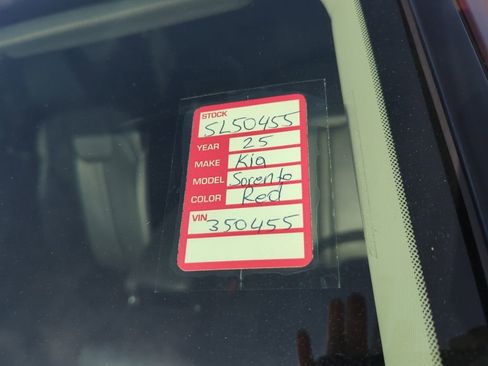 STOCK
SL50455
YEAR 25
MAKE Kia
MODEL Sorento
COLOR Red
VIN
350455